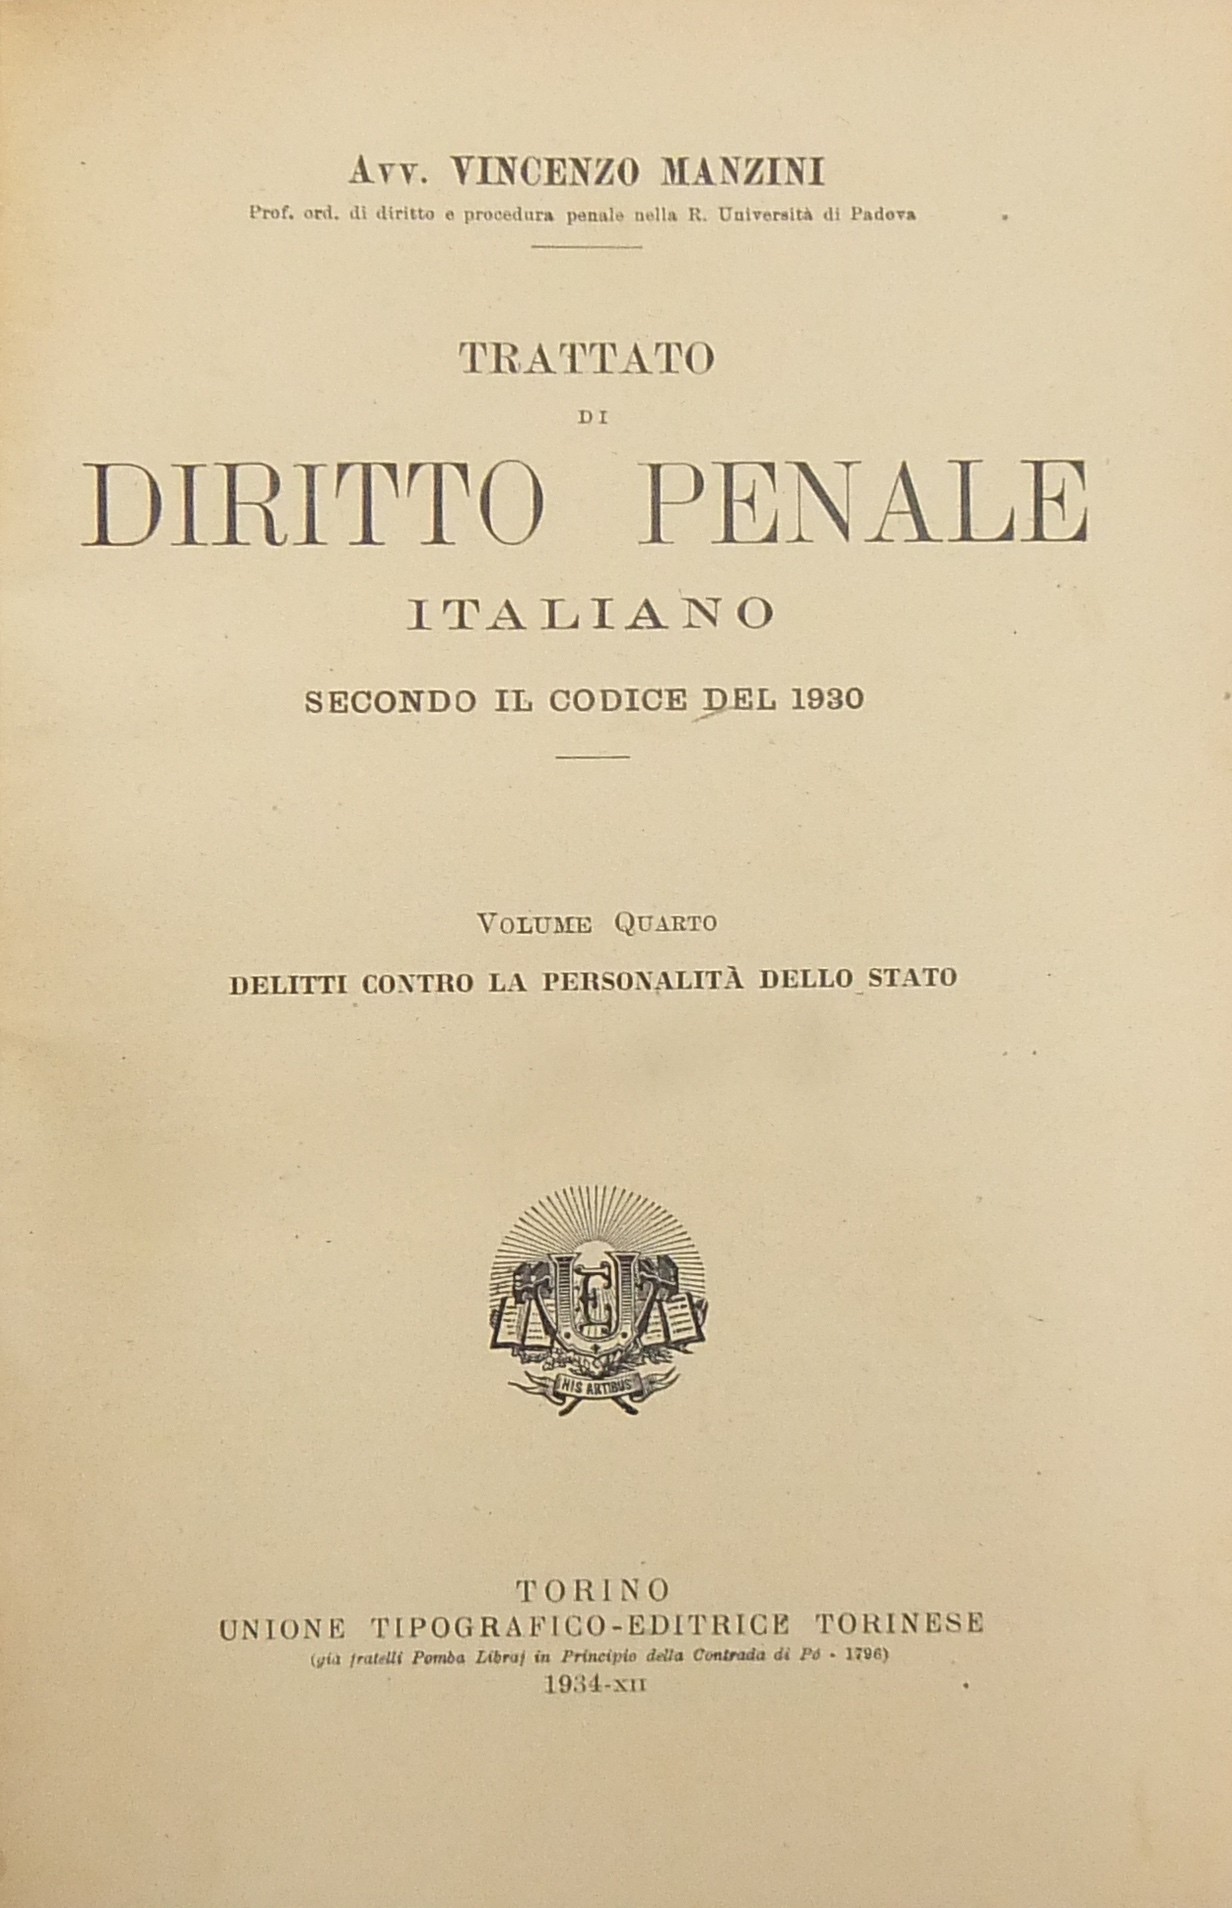 Avv. VINCENZO MANZINI
Prof. ord. di diritto e procedura penale nella R. Università di Padova
TRATTATO
DI
DIRITTO PENALE
ITALIANO
SECONDO IL CODICE DEL 1930
VOLUME QUARTO
DELITTI CONTRO LA PERSONALITÀ DELLO STATO
UE
HIS ARTIBUS
TORINO
UNIONE TIPOGRAFICO-EDITRICE TORINESE
(già fratelli Pomba Libraj in Principio della Contrada di Pó - 1796)
1934-XII